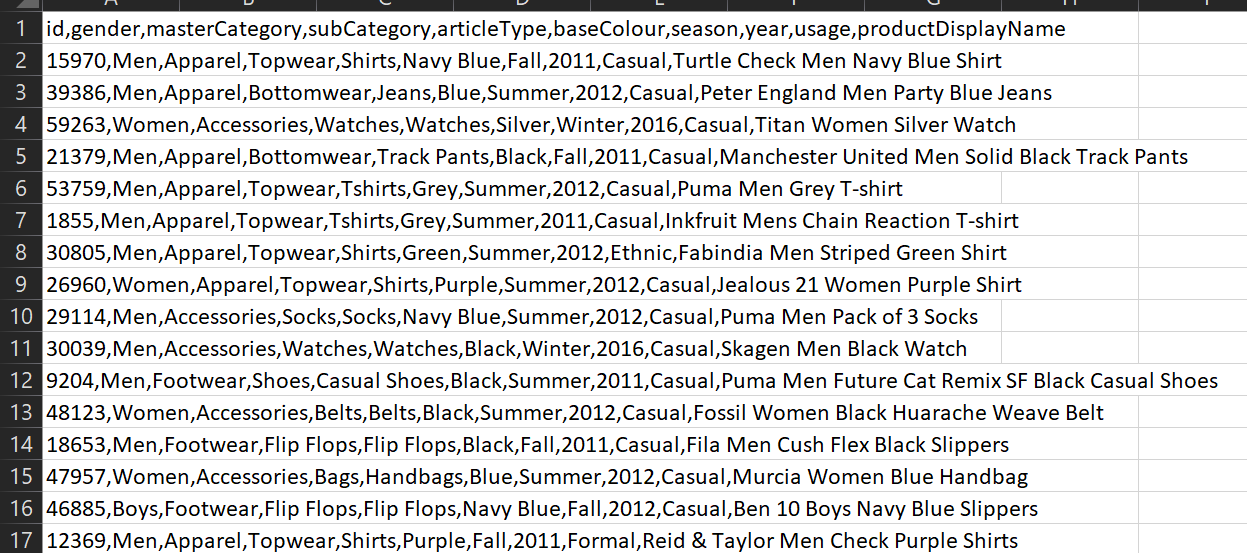 1 id,gender,masterCategory,subCategory,articleType,baseColour,season,year,usage,productDisplayName
2 15970,Men,Apparel,Topwear,Shirts,Navy Blue,Fall,2011,Casual,Turtle Check Men Navy Blue Shirt
3 39386,Men,Apparel,Bottomwear,Jeans,Blue,Summer,2012,Casual,Peter England Men Party Blue Jeans
4 59263,Women,Accessories,Watches,Watches,Silver,Winter,2016,Casual,Titan Women Silver Watch
5 21379,Men,Apparel,Bottomwear,Track Pants,Black,Fall,2011,Casual,Manchester United Men Solid Black Track Pants
6 53759,Men,Apparel,Topwear,Tshirts,Grey,Summer,2012,Casual,Puma Men Grey T-shirt
7 1855,Men,Apparel,Topwear,Tshirts,Grey,Summer,2011,Casual,Inkfruit Mens Chain Reaction T-shirt
8 30805,Men,Apparel,Topwear,Shirts,Green,Summer,2012,Ethnic,Fabindia Men Striped Green Shirt
9 26960,Women,Apparel,Topwear,Shirts,Purple,Summer,2012,Casual,Jealous 21 Women Purple Shirt
10 29114,Men,Accessories,Socks,Socks,Navy Blue,Summer,2012,Casual,Puma Men Pack of 3 Socks
11 30039,Men,Accessories,Watches,Watches,Black,Winter,2016,Casual,Skagen Men Black Watch
12 9204,Men,Footwear,Shoes,Casual Shoes,Black,Summer,2011,Casual,Puma Men Future Cat Remix SF Black Casual Shoes
13 48123,Women,Accessories,Belts,Belts,Black,Summer,2012,Casual,Fossil Women Black Huarache Weave Belt
14 18653,Men,Footwear,Flip Flops,Flip Flops,Black,Fall,2011,Casual,Fila Men Cush Flex Black Slippers
15 47957,Women,Accessories,Bags,Handbags,Blue,Summer,2012,Casual,Murcia Women Blue Handbag
16 46885,Boys,Footwear,Flip Flops,Flip Flops,Navy Blue,Fall,2012,Casual,Ben 10 Boys Navy Blue Slippers
17 12369,Men,Apparel,Topwear,Shirts,Purple,Fall,2011,Formal,Reid & Taylor Men Check Purple Shirts